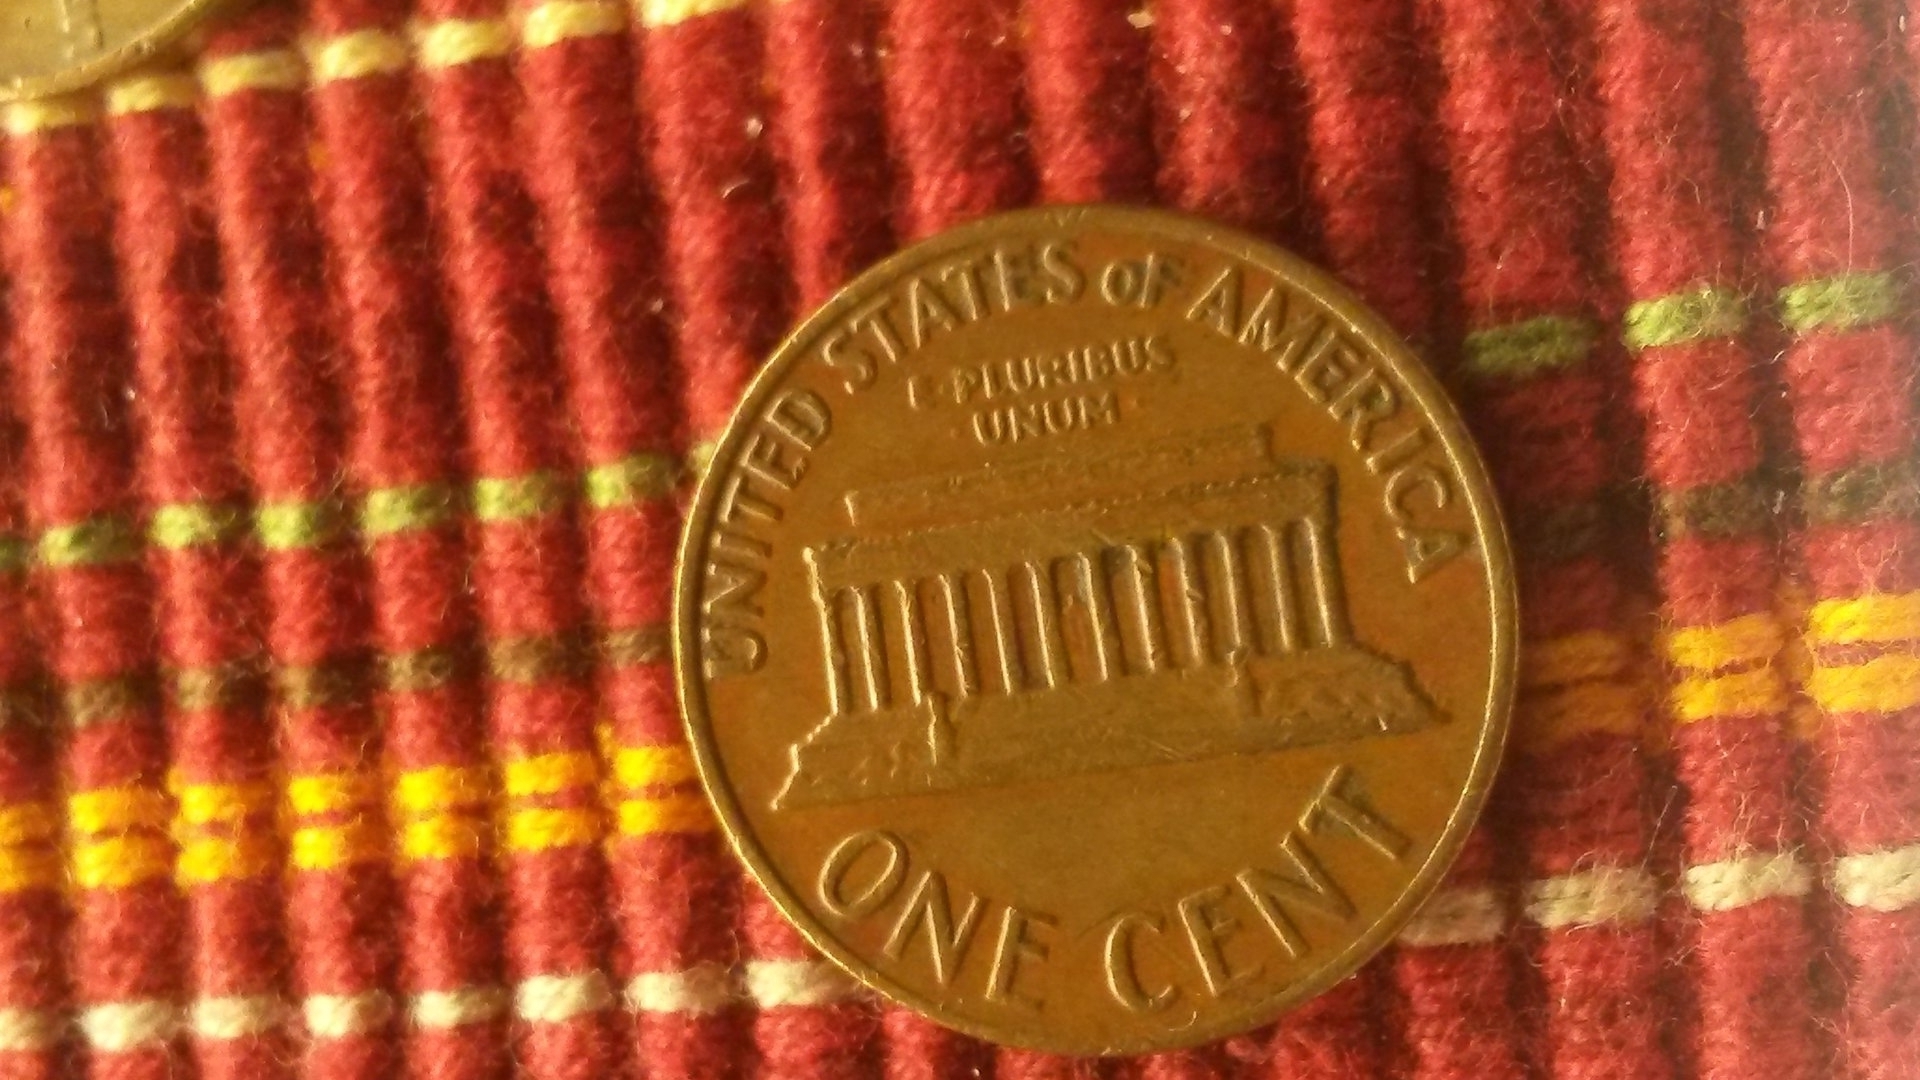 UNITED STATES OF AMERICA
E·PLURIBUS
UNUM
ONE CENT